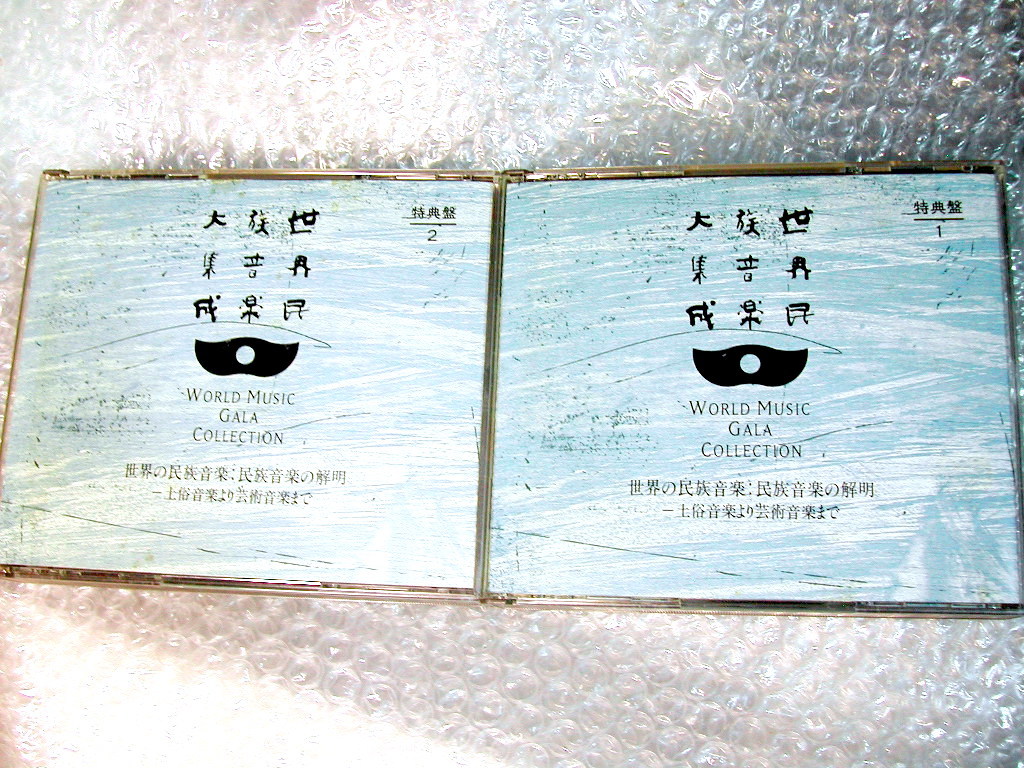 特典盤
2
世界民
族音楽
大集成
WORLD MUSIC
GALA
COLLECTION
世界の民族音楽:民族音楽の解明
－土俗音楽より芸術音楽まで
特典盤
1
世界民
族音楽
大集成
WORLD MUSIC
GALA
COLLECTION
世界の民族音楽:民族音楽の解明
－土俗音楽より芸術音楽まで